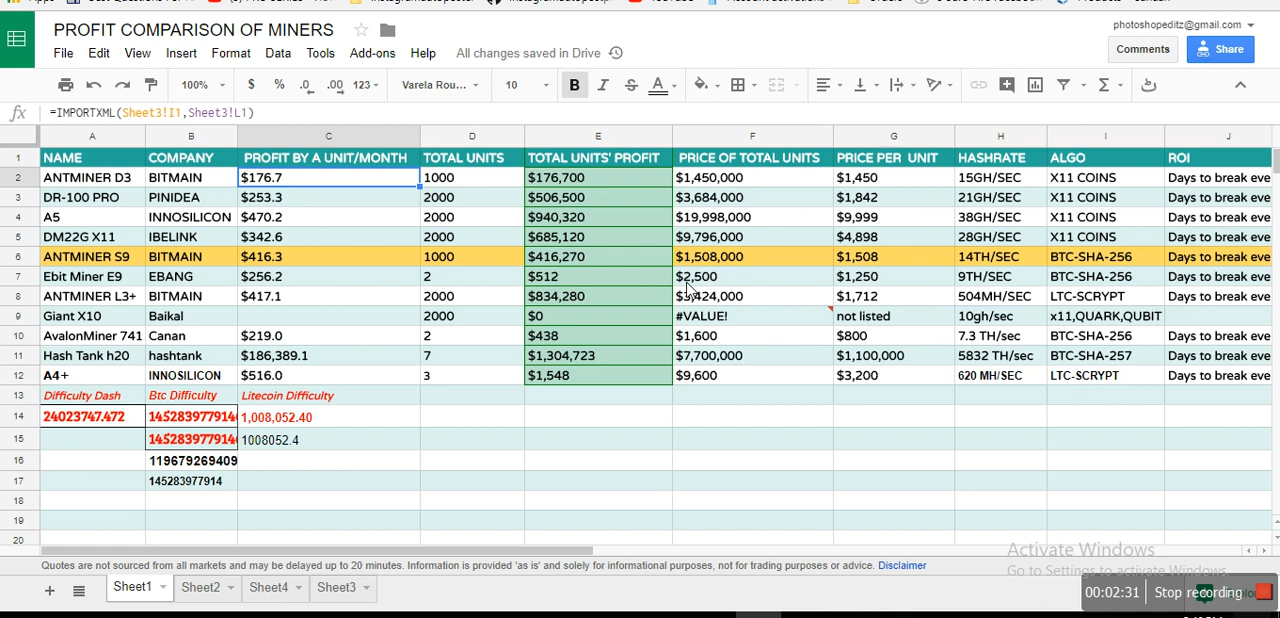 PROFIT COMPARISON OF MINERS
photoshopeditz@gmail.com
File Edit View Insert Format Data Tools Add-ons Help All changes saved in Drive
Comments Share
$ % .0 .00 123 Varela Rou... 10 B I S A
100%
fx =IMPORTXML(Sheet3!I1,Sheet3!L1)
A B C D E F G H I J
1 NAME COMPANY PROFIT BY A UNIT/MONTH TOTAL UNITS TOTAL UNITS' PROFIT PRICE OF TOTAL UNITS PRICE PER UNIT HASHRATE ALGO ROI
2 ANTMINER D3 BITMAIN $176.7 1000 $176,700 $1,450,000 $1,450 15GH/SEC X11 COINS Days to break eve
3 DR-100 PRO PINIDEA $253.3 2000 $506,500 $3,684,000 $1,842 21GH/SEC X11 COINS Days to break eve
4 A5 INNOSILICON $470.2 2000 $940,320 $19,998,000 $9,999 38GH/SEC X11 COINS Days to break eve
5 DM22G X11 IBELINK $342.6 2000 $685,120 $9,796,000 $4,898 28GH/SEC X11 COINS Days to break eve
6 ANTMINER S9 BITMAIN $416.3 1000 $416,270 $1,508,000 $1,508 14TH/SEC BTC-SHA-256 Days to break eve
7 Ebit Miner E9 EBANG $256.2 2 $512 $2,500 $1,250 9TH/SEC BTC-SHA-256 Days to break eve
8 ANTMINER L3+ BITMAIN $417.1 2000 $834,280 $3,424,000 $1,712 504MH/SEC LTC-SCRYPT Days to break eve
9 Giant X10 Baikal 2000 $0 #VALUE! not listed 10gh/sec x11,QUARK,QUBIT
10 AvalonMiner 741 Canan $219.0 2 $438 $1,600 $800 7.3 TH/sec BTC-SHA-256 Days to break eve
11 Hash Tank h20 hashtank $186,389.1 7 $1,304,723 $7,700,000 $1,100,000 5832 TH/sec BTC-SHA-257 Days to break eve
12 A4+ INNOSILICON $516.0 3 $1,548 $9,600 $3,200 620 MH/SEC LTC-SCRYPT Days to break eve
13 Difficulty Dash Btc Difficulty Litecoin Difficulty
14 24023747.472 145283977914 1,008,052.40
15 145283977914 1008052.4
16 119679269409
17 145283977914
18
19
20
Activate Windows
Quotes are not sourced from all markets and may be delayed up to 20 minutes. Information is provided 'as is' and solely for informational purposes, not for trading purposes or advice. Disclaimer
Go to Settings to activate Windows.
Sheet1 Sheet2 Sheet4 Sheet3
00:02:31 Stop recording